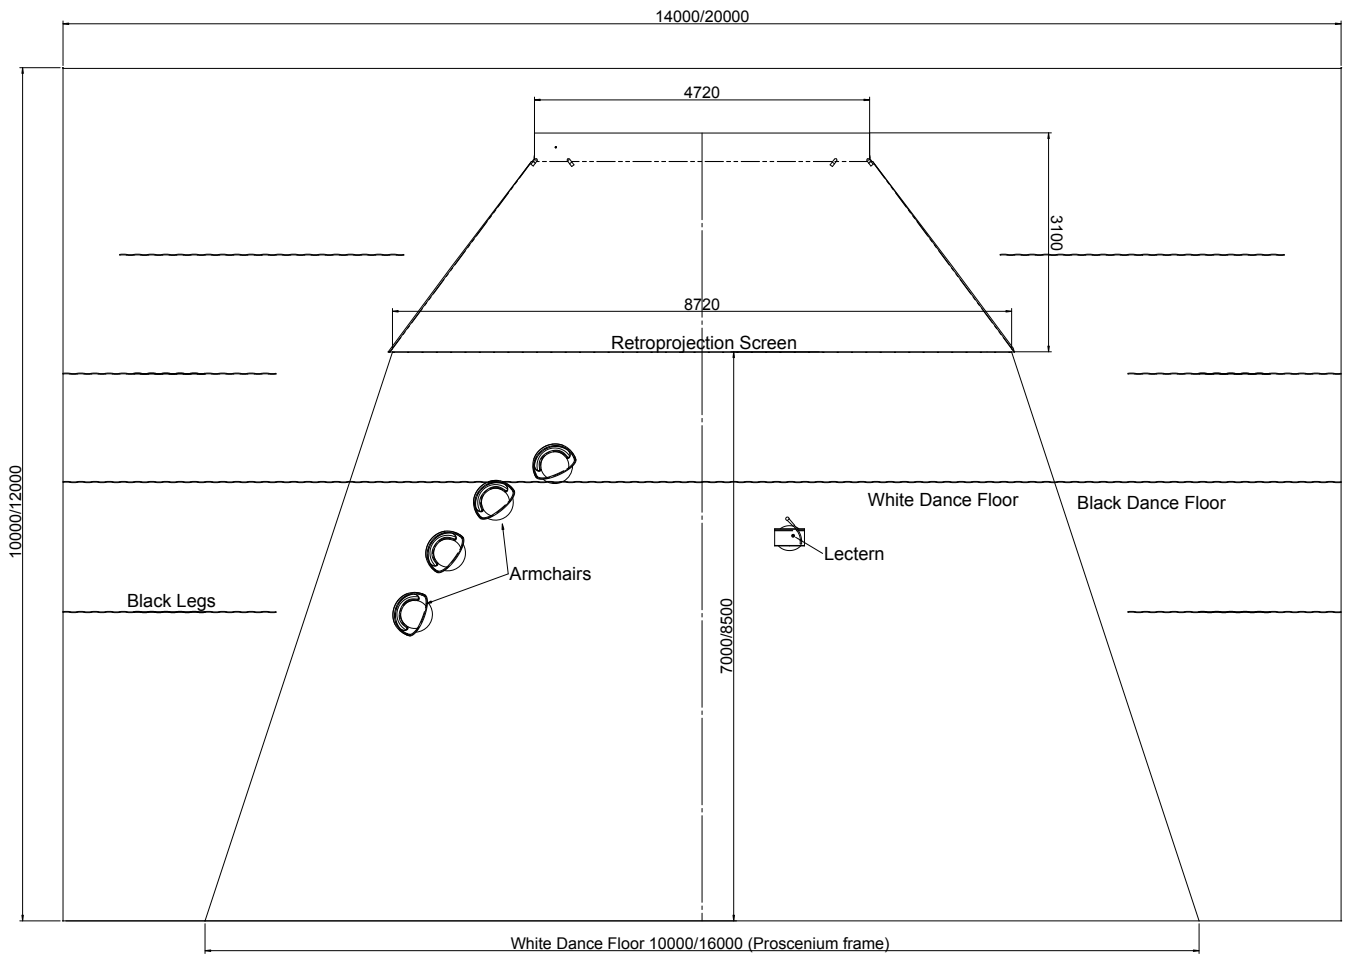 14000/20000
4720
3100
8720
Retroprojection Screen
10000/12000
White Dance Floor
Black Dance Floor
Lectern
Armchairs
Black Legs
7000/8500
White Dance Floor 10000/16000 (Proscenium frame)